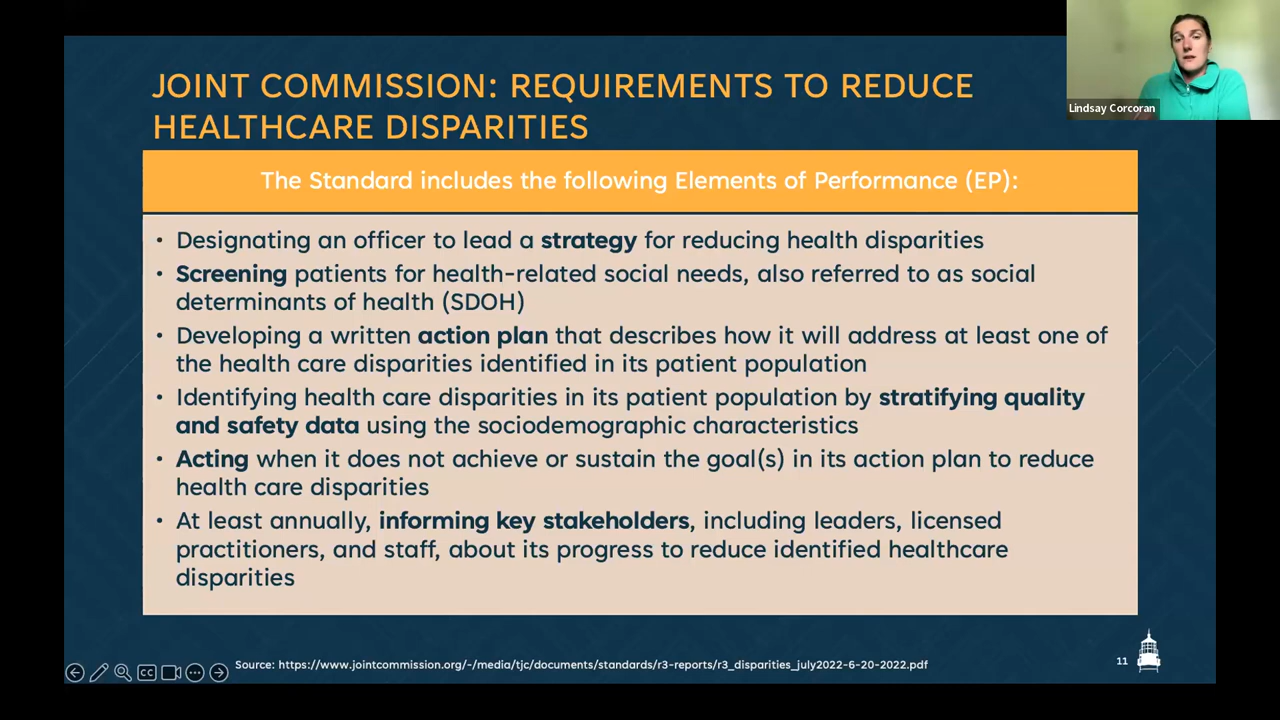 Lindsay Corcoran
JOINT COMMISSION: REQUIREMENTS TO REDUCE
HEALTHCARE DISPARITIES
The Standard includes the following Elements of Performance (EP):
• Designating an officer to lead a strategy for reducing health disparities
• Screening patients for health-related social needs, also referred to as social
determinants of health (SDOH)
• Developing a written action plan that describes how it will address at least one of
the health care disparities identified in its patient population
• Identifying health care disparities in its patient population by stratifying quality
and safety data using the sociodemographic characteristics
• Acting when it does not achieve or sustain the goal(s) in its action plan to reduce
health care disparities
• At least annually, informing key stakeholders, including leaders, licensed
practitioners, and staff, about its progress to reduce identified healthcare
disparities
CC
Source: https://www.jointcommission.org/-/media/tjc/documents/standards/r3-reports/r3_disparities_july2022-6-20-2022.pdf
11